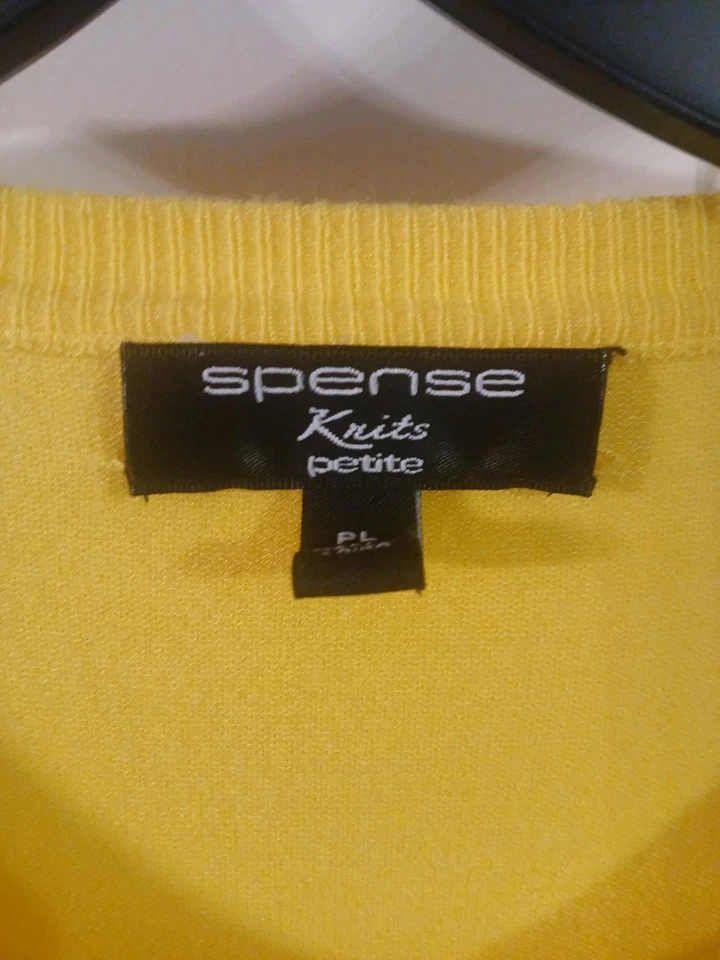 spense
Knits
petite
PL